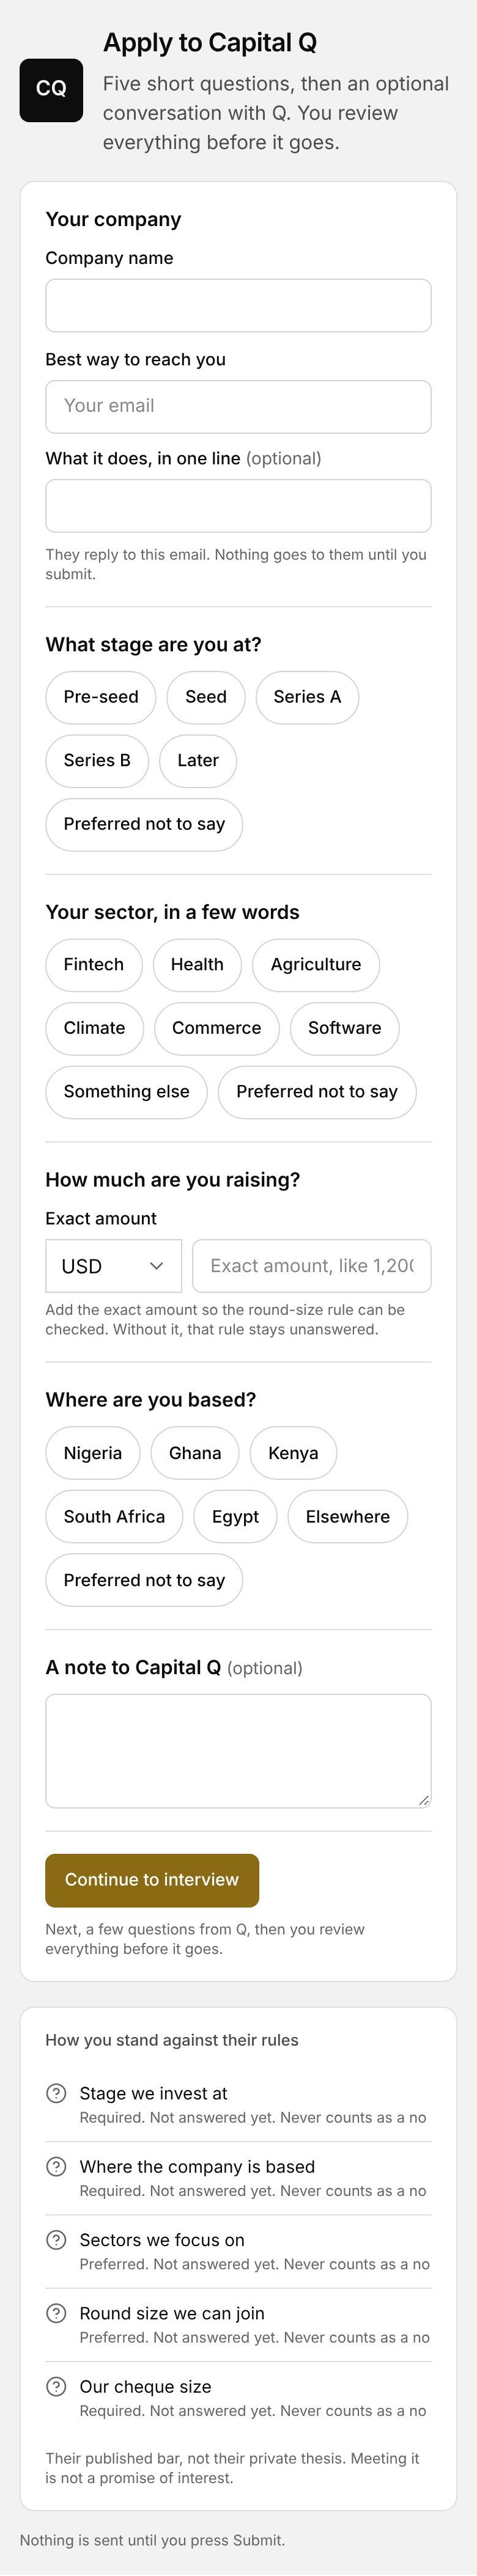 CQ
Apply to Capital Q
Five short questions, then an optional
conversation with Q. You review
everything before it goes.
Your company
Company name
Best way to reach you
Your email
What it does, in one line (optional)
They reply to this email. Nothing goes to them until you
submit.
What stage are you at?
Pre-seed
Seed
Series A
Series B
Later
Preferred not to say
Your sector, in a few words
Fintech
Health
Agriculture
Climate
Commerce
Software
Something else
Preferred not to say
How much are you raising?
Exact amount
USD
Exact amount, like 1,20
Add the exact amount so the round-size rule can be
checked. Without it, that rule stays unanswered.
Where are you based?
Nigeria
Ghana
Kenya
South Africa
Egypt
Elsewhere
Preferred not to say
A note to Capital Q (optional)
Continue to interview
Next, a few questions from Q, then you review
everything before it goes.
How you stand against their rules
Stage we invest at
Required. Not answered yet. Never counts as a no
Where the company is based
Required. Not answered yet. Never counts as a no
Sectors we focus on
Preferred. Not answered yet. Never counts as a no
Round size we can join
Preferred. Not answered yet. Never counts as a no
Our cheque size
Required. Not answered yet. Never counts as a no
Their published bar, not their private thesis. Meeting it
is not a promise of interest.
Nothing is sent until you press Submit.